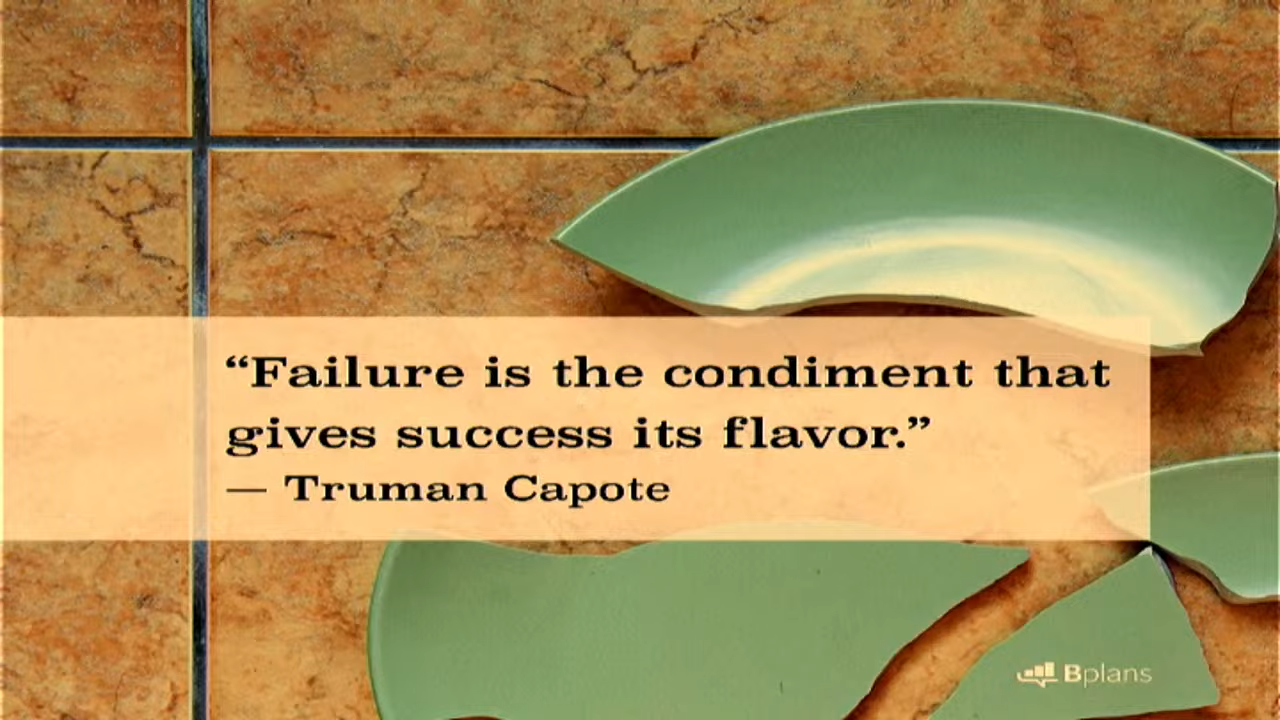 “Failure is the condiment that
gives success its flavor.”
— Truman Capote
Bplans